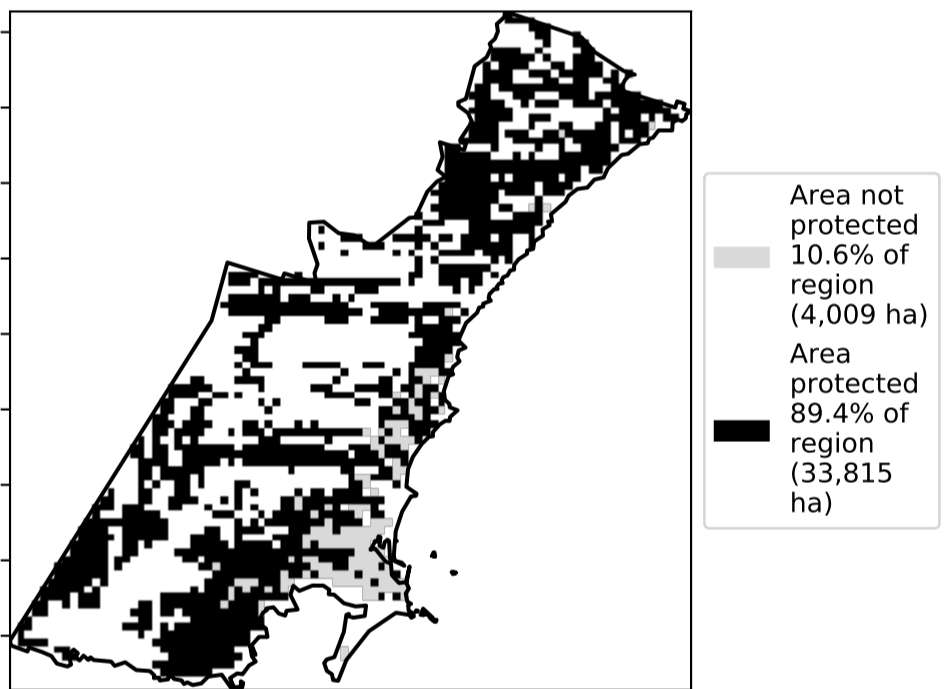 Area not
protected
10.6% of
region
(4,009 ha)
Area
protected
89.4% of
region
(33,815
ha)